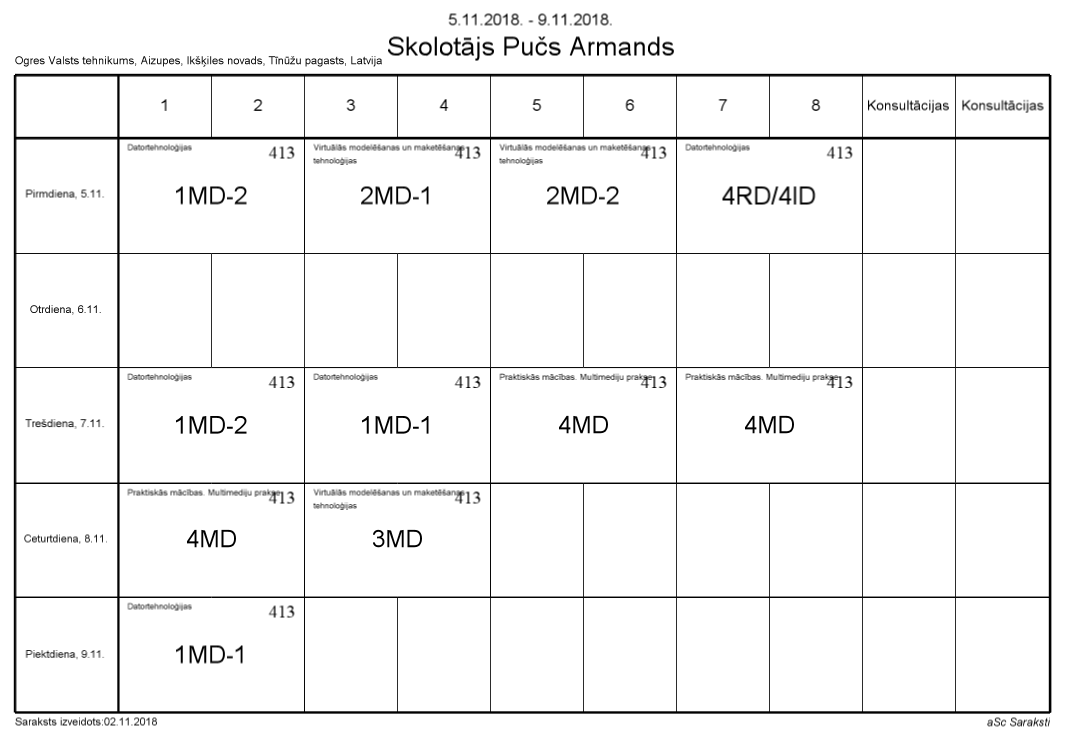 5.11.2018. - 9.11.2018.
Skolotājs Pučs Armands
Ogres Valsts tehnikums, Aizupes, Ikšķiles novads, Tīnūžu pagasts, Latvija
1 2 3 4 5 6 7 8 Konsultācijas Konsultācijas
Pirmdiena, 5.11.
Datortehnoloģijas 413
1MD-2
Virtuālās modelēšanas un maketēšanas 413
tehnoloģijas
2MD-1
Virtuālās modelēšanas un maketēšanas 413
tehnoloģijas
2MD-2
Datortehnoloģijas 413
4RD/4ID
Otrdiena, 6.11.
Trešdiena, 7.11.
Datortehnoloģijas 413
1MD-2
Datortehnoloģijas 413
1MD-1
Praktiskās mācības. Multimediju prakse 413
4MD
Praktiskās mācības. Multimediju prakse 413
4MD
Ceturtdiena, 8.11.
Praktiskās mācības. Multimediju prakse 413
4MD
Virtuālās modelēšanas un maketēšanas 413
tehnoloģijas
3MD
Piektdiena, 9.11.
Datortehnoloģijas 413
1MD-1
Saraksts izveidots:02.11.2018
aSc Saraksti